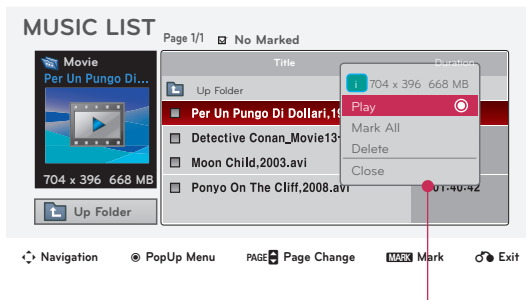 MUSIC LIST
Page 1/1 No Marked
Movie
Per Un Pungo Di...
704 x 396 668 MB
Up Folder
Title Duration
Up Folder
Per Un Pungo Di Dollari,19
Detective Conan_Movie13-
Moon Child,2003.avi
Ponyo On The Cliff,2008.avi 01:40:42
i 704 x 396 668 MB
Play
Mark All
Delete
Close
Navigation PopUp Menu PAGE Page Change MARK Mark Exit